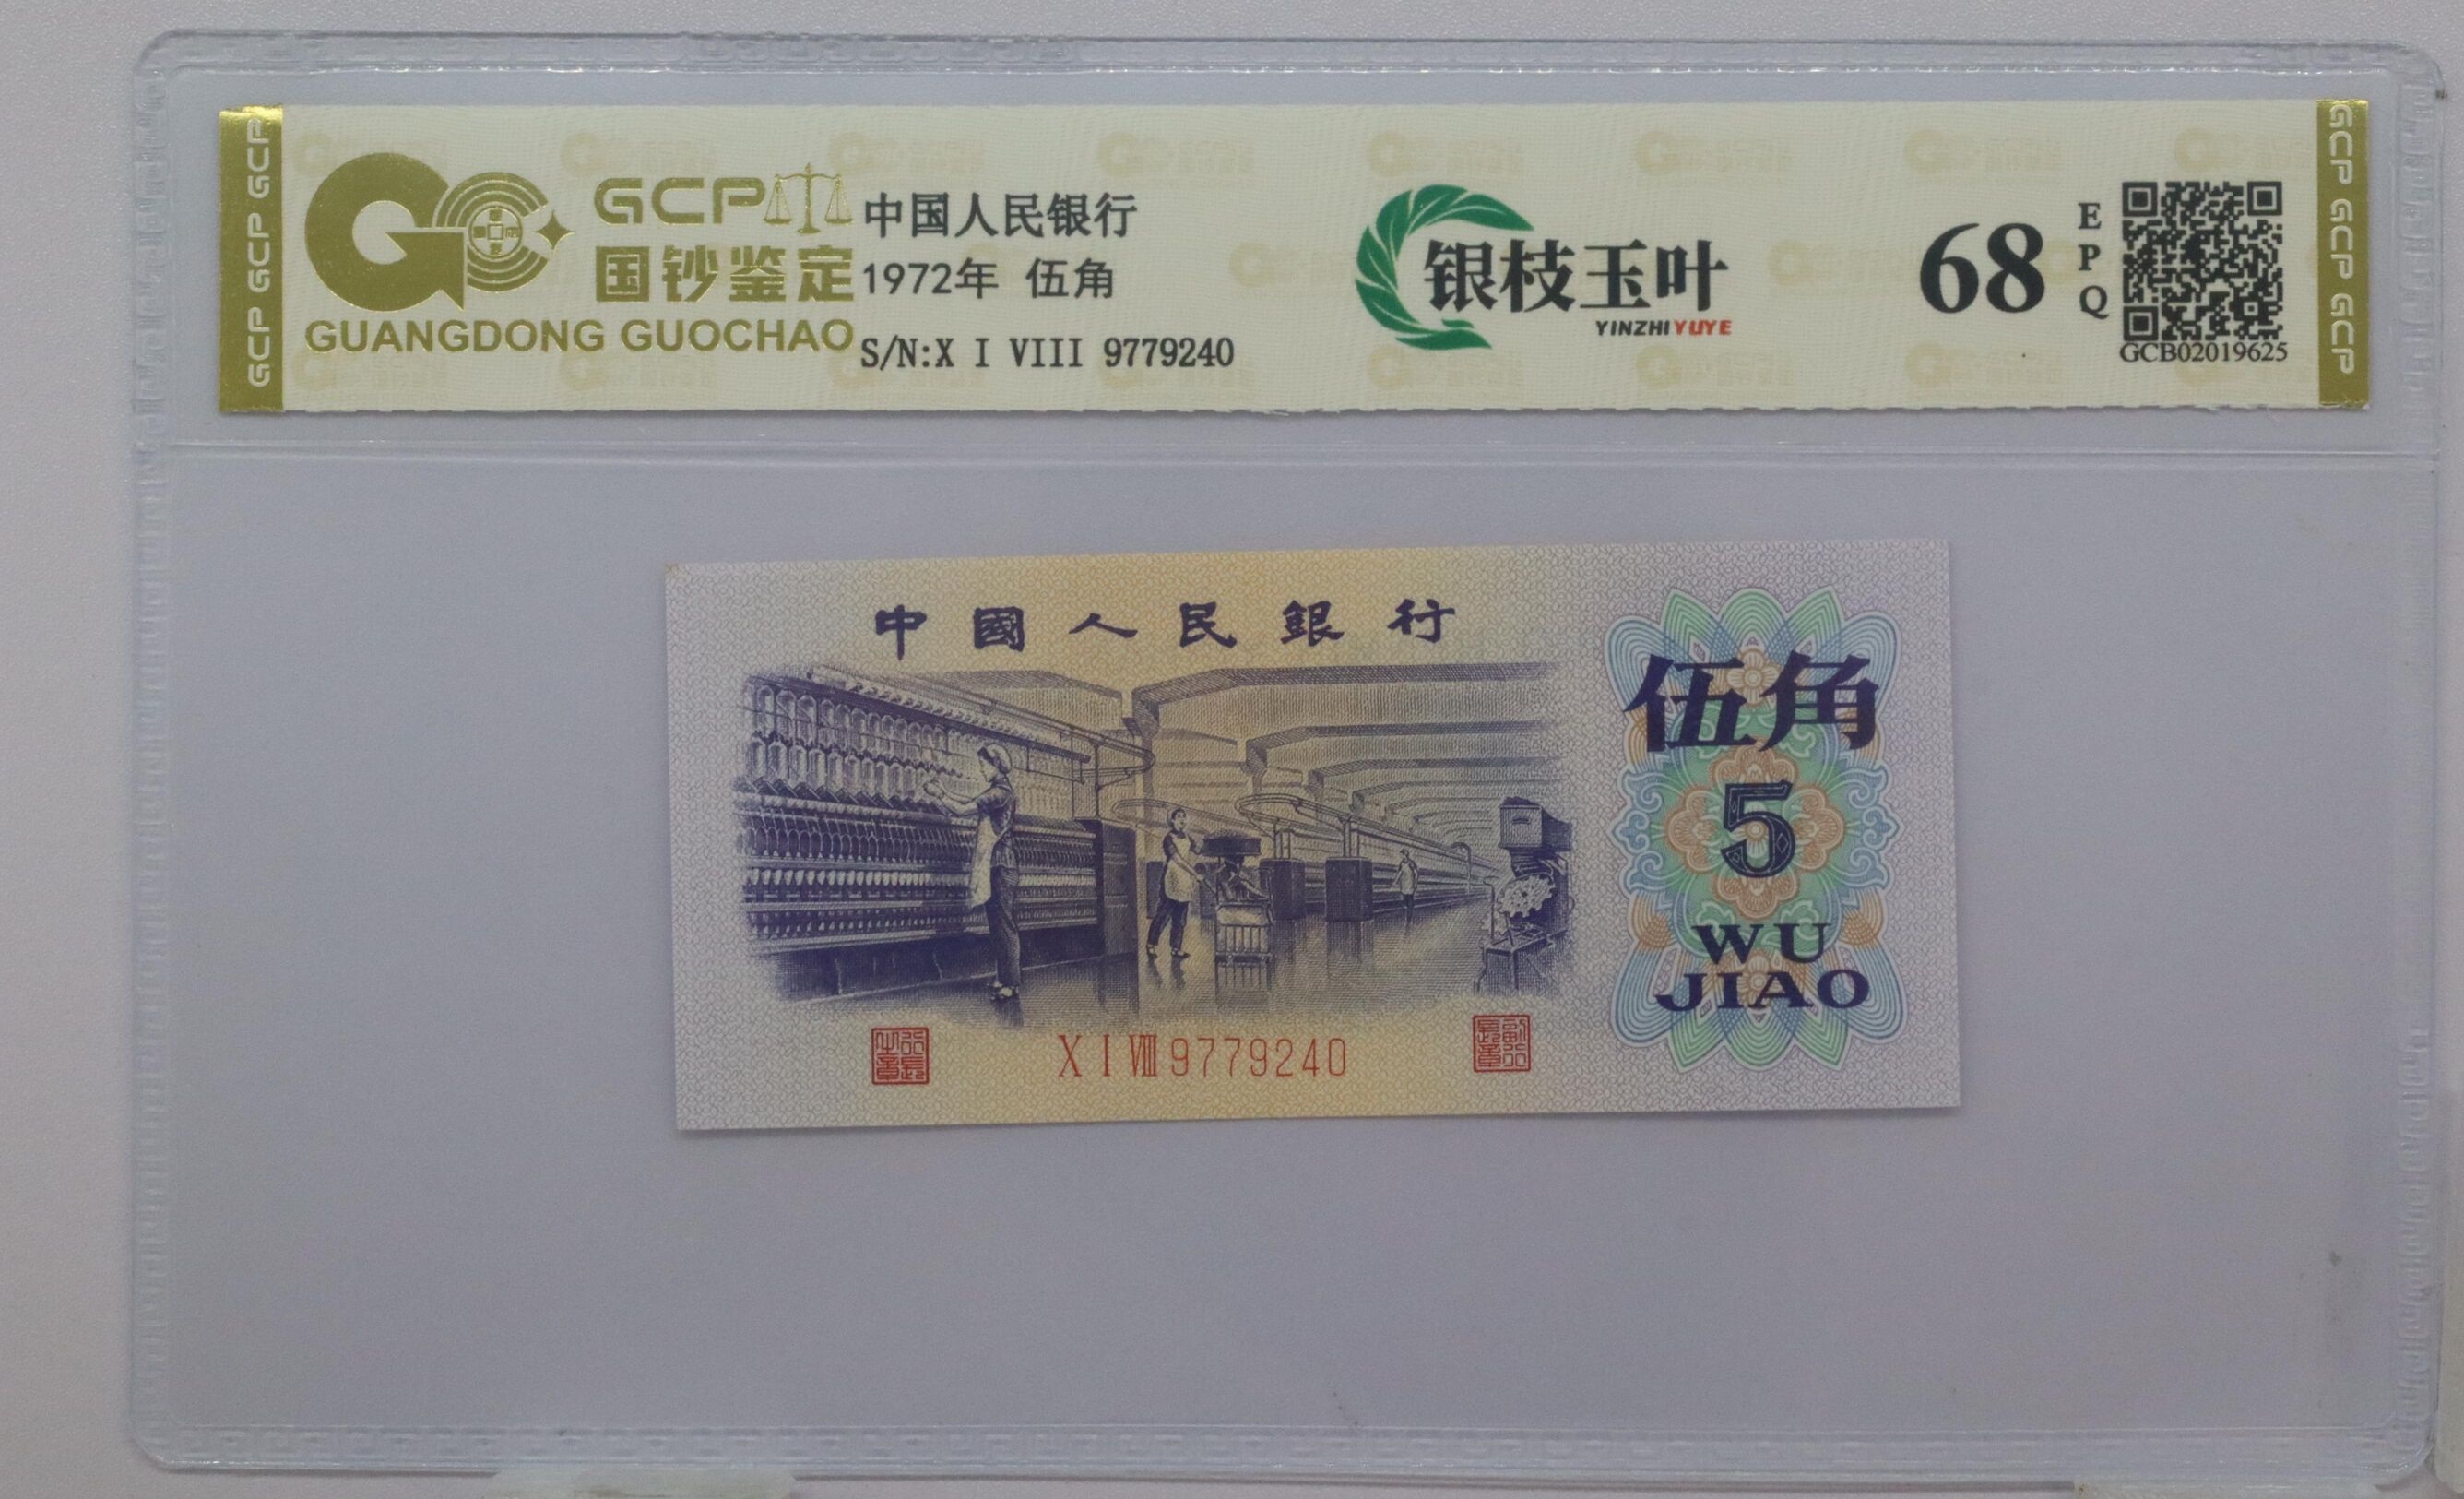 GCP GCP GCP
GCP
国钞鉴定
GUANGDONG GUOCHAO
中国人民银行
1972年 伍角
S/N:X I VIII 9779240
银枝玉叶
YINZHIYUYE
68
EPQ
GCB02019625
GCP GCP GCP
中國人民銀行
伍角
5
WU
JIAO
X I VIII 9779240